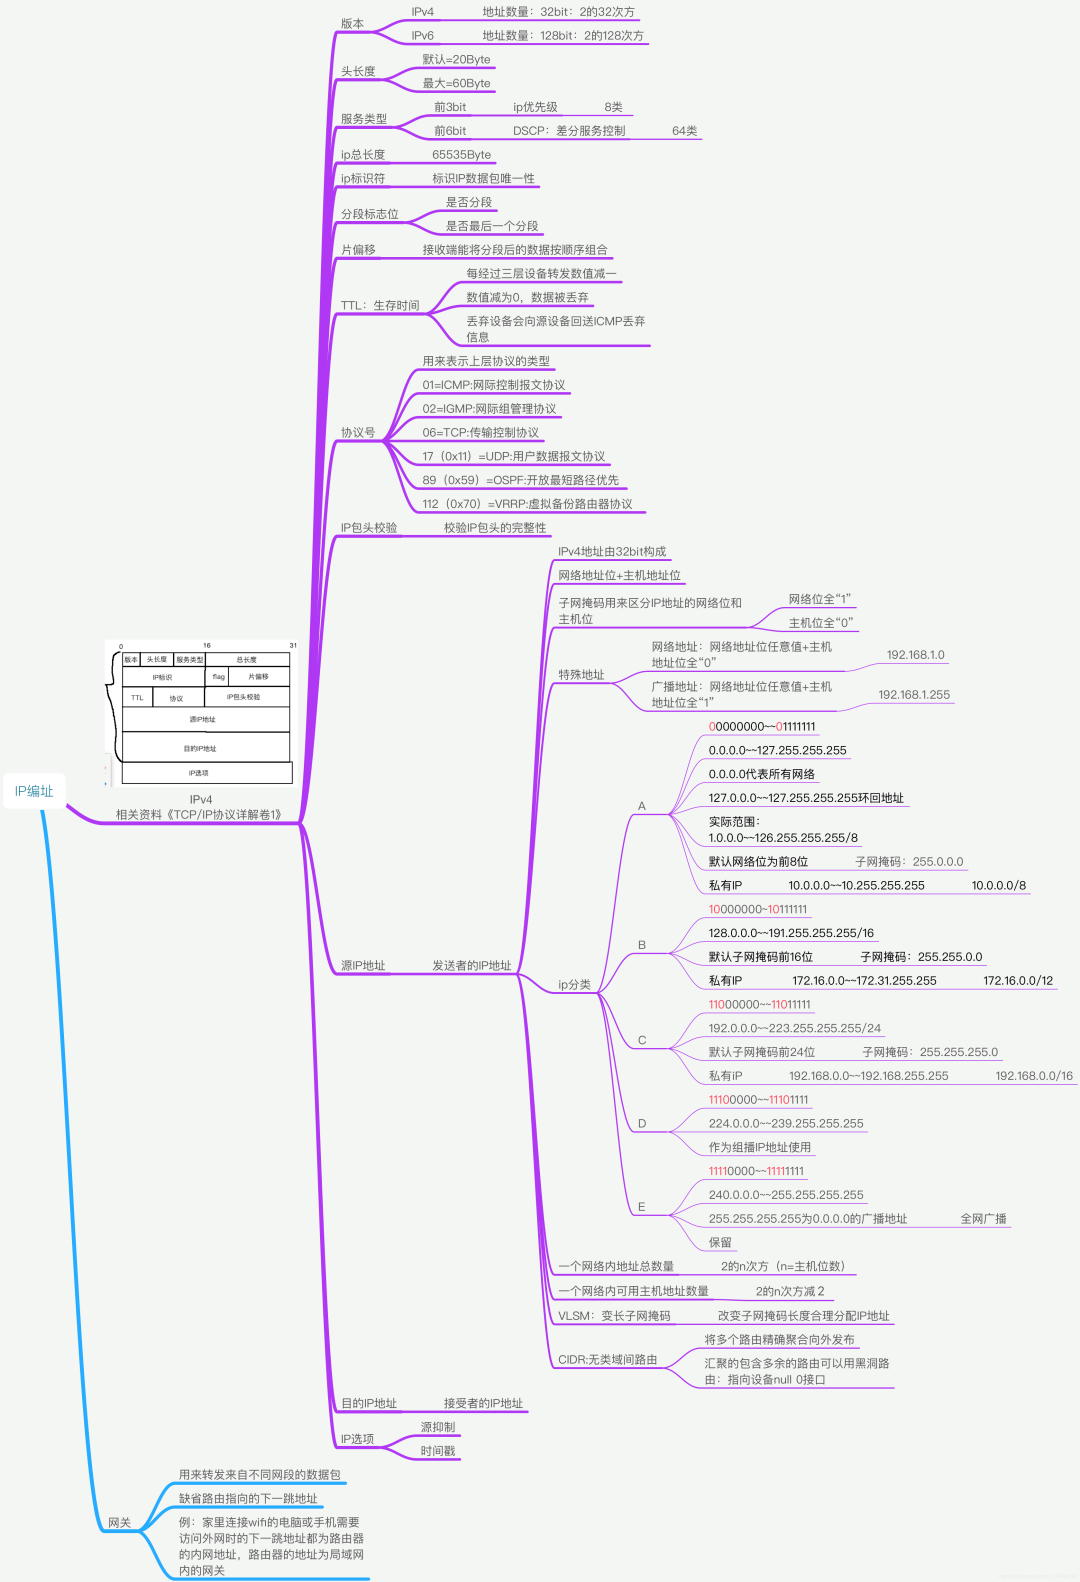 IP编址
0 16 31
版本 头长度 服务类型 总长度
IP标识 flag 片偏移
TTL 协议 IP包头校验
源IP地址
目的IP地址
IP选项
IPv4
相关资料《TCP/IP协议详解卷1》
版本
IPv4 地址数量：32bit：2的32次方
IPv6 地址数量：128bit：2的128次方
头长度
默认=20Byte
最大=60Byte
服务类型
前3bit ip优先级 8类
前6bit DSCP：差分服务控制 64类
ip总长度 65535Byte
ip标识符 标识IP数据包唯一性
分段标志位
是否分段
是否最后一个分段
片偏移 接收端能将分段后的数据按顺序组合
TTL：生存时间
每经过三层设备转发数值减一
数值减为0，数据被丢弃
丢弃设备会向源设备回送ICMP丢弃
信息
协议号
用来表示上层协议的类型
01=ICMP:网际控制报文协议
02=IGMP:网际组管理协议
06=TCP:传输控制协议
17（0x11）=UDP:用户数据报文协议
89（0x59）=OSPF:开放最短路径优先
112（0x70）=VRRP:虚拟备份路由器协议
IP包头校验 校验IP包头的完整性
源IP地址 发送者的IP地址
IPv4地址由32bit构成
网络地址位+主机地址位
子网掩码用来区分IP地址的网络位和
主机位
网络位全“1”
主机位全“0”
特殊地址
网络地址：网络地址位任意值+主机
地址位全“0”
192.168.1.0
广播地址：网络地址位任意值+主机
地址位全“1”
192.168.1.255
ip分类
A
00000000~~01111111
0.0.0.0~~127.255.255.255
0.0.0.0代表所有网络
127.0.0.0~~127.255.255.255环回地址
实际范围：
1.0.0.0~~126.255.255.255/8
默认网络位为前8位 子网掩码：255.0.0.0
私有IP 10.0.0.0~~10.255.255.255 10.0.0.0/8
B
10000000~10111111
128.0.0.0~~191.255.255.255/16
默认子网掩码前16位 子网掩码：255.255.0.0
私有IP 172.16.0.0~~172.31.255.255 172.16.0.0/12
C
11000000~~11011111
192.0.0.0~~223.255.255.255/24
默认子网掩码前24位 子网掩码：255.255.255.0
私有iP 192.168.0.0~~192.168.255.255 192.168.0.0/16
D
11100000~~11101111
224.0.0.0~~239.255.255.255
作为组播IP地址使用
E
11110000~~11111111
240.0.0.0~~255.255.255.255
255.255.255.255为0.0.0.0的广播地址 全网广播
保留
一个网络内地址总数量 2的n次方（n=主机位数）
一个网络内可用主机地址数量 2的n次方减 2
VLSM：变长子网掩码 改变子网掩码长度合理分配IP地址
CIDR:无类域间路由
将多个路由精确聚合向外发布
汇聚的包含多余的路由可以用黑洞路
由：指向设备null 0接口
目的IP地址 接受者的IP地址
IP选项
源抑制
时间戳
网关
用来转发来自不同网段的数据包
缺省路由指向的下一跳地址
例：家里连接wifi的电脑或手机需要
访问外网时的下一跳地址都为路由器
的内网地址，路由器的地址为局域网
内的网关